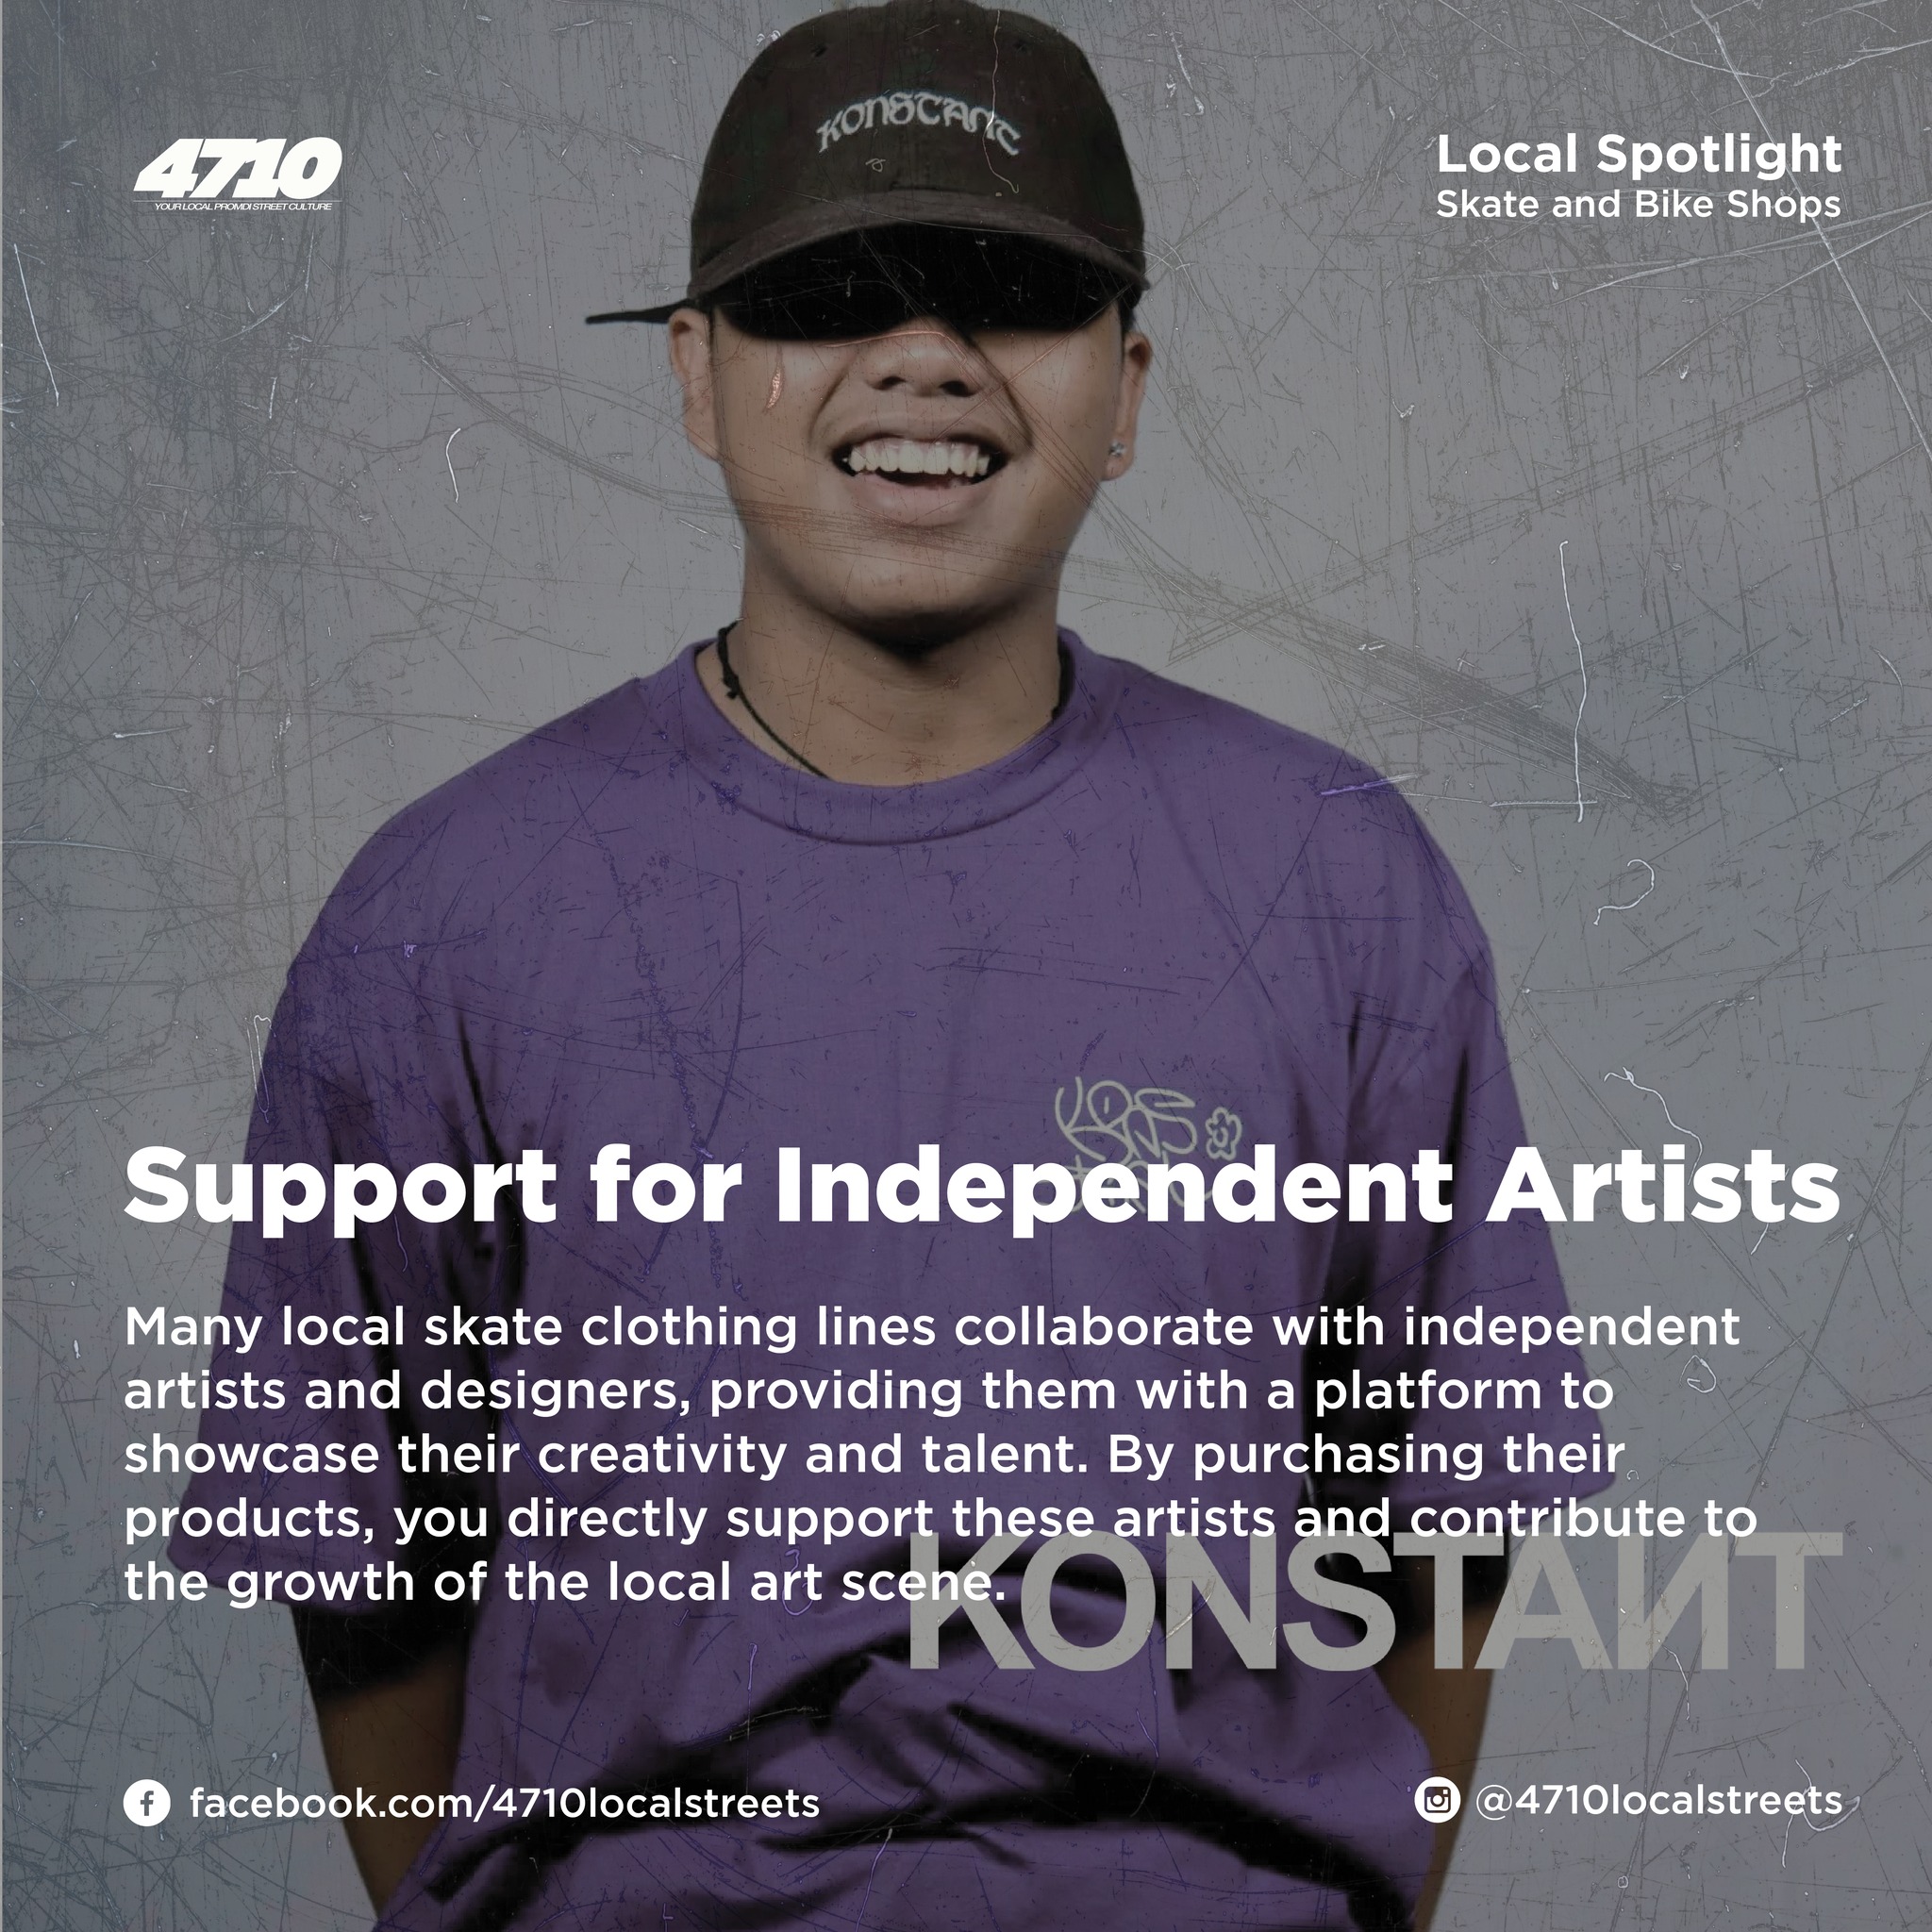 KONSTANT
4710
YOUR LOCAL PROMDI STREET CULTURE
Local Spotlight
Skate and Bike Shops
KONS
Support for Independent Artists
Many local skate clothing lines collaborate with independent
artists and designers, providing them with a platform to
showcase their creativity and talent. By purchasing their
products, you directly support these artists and contribute to
the growth of the local art scene.
KONSTAИT
facebook.com/4710localstreets
@4710localstreets